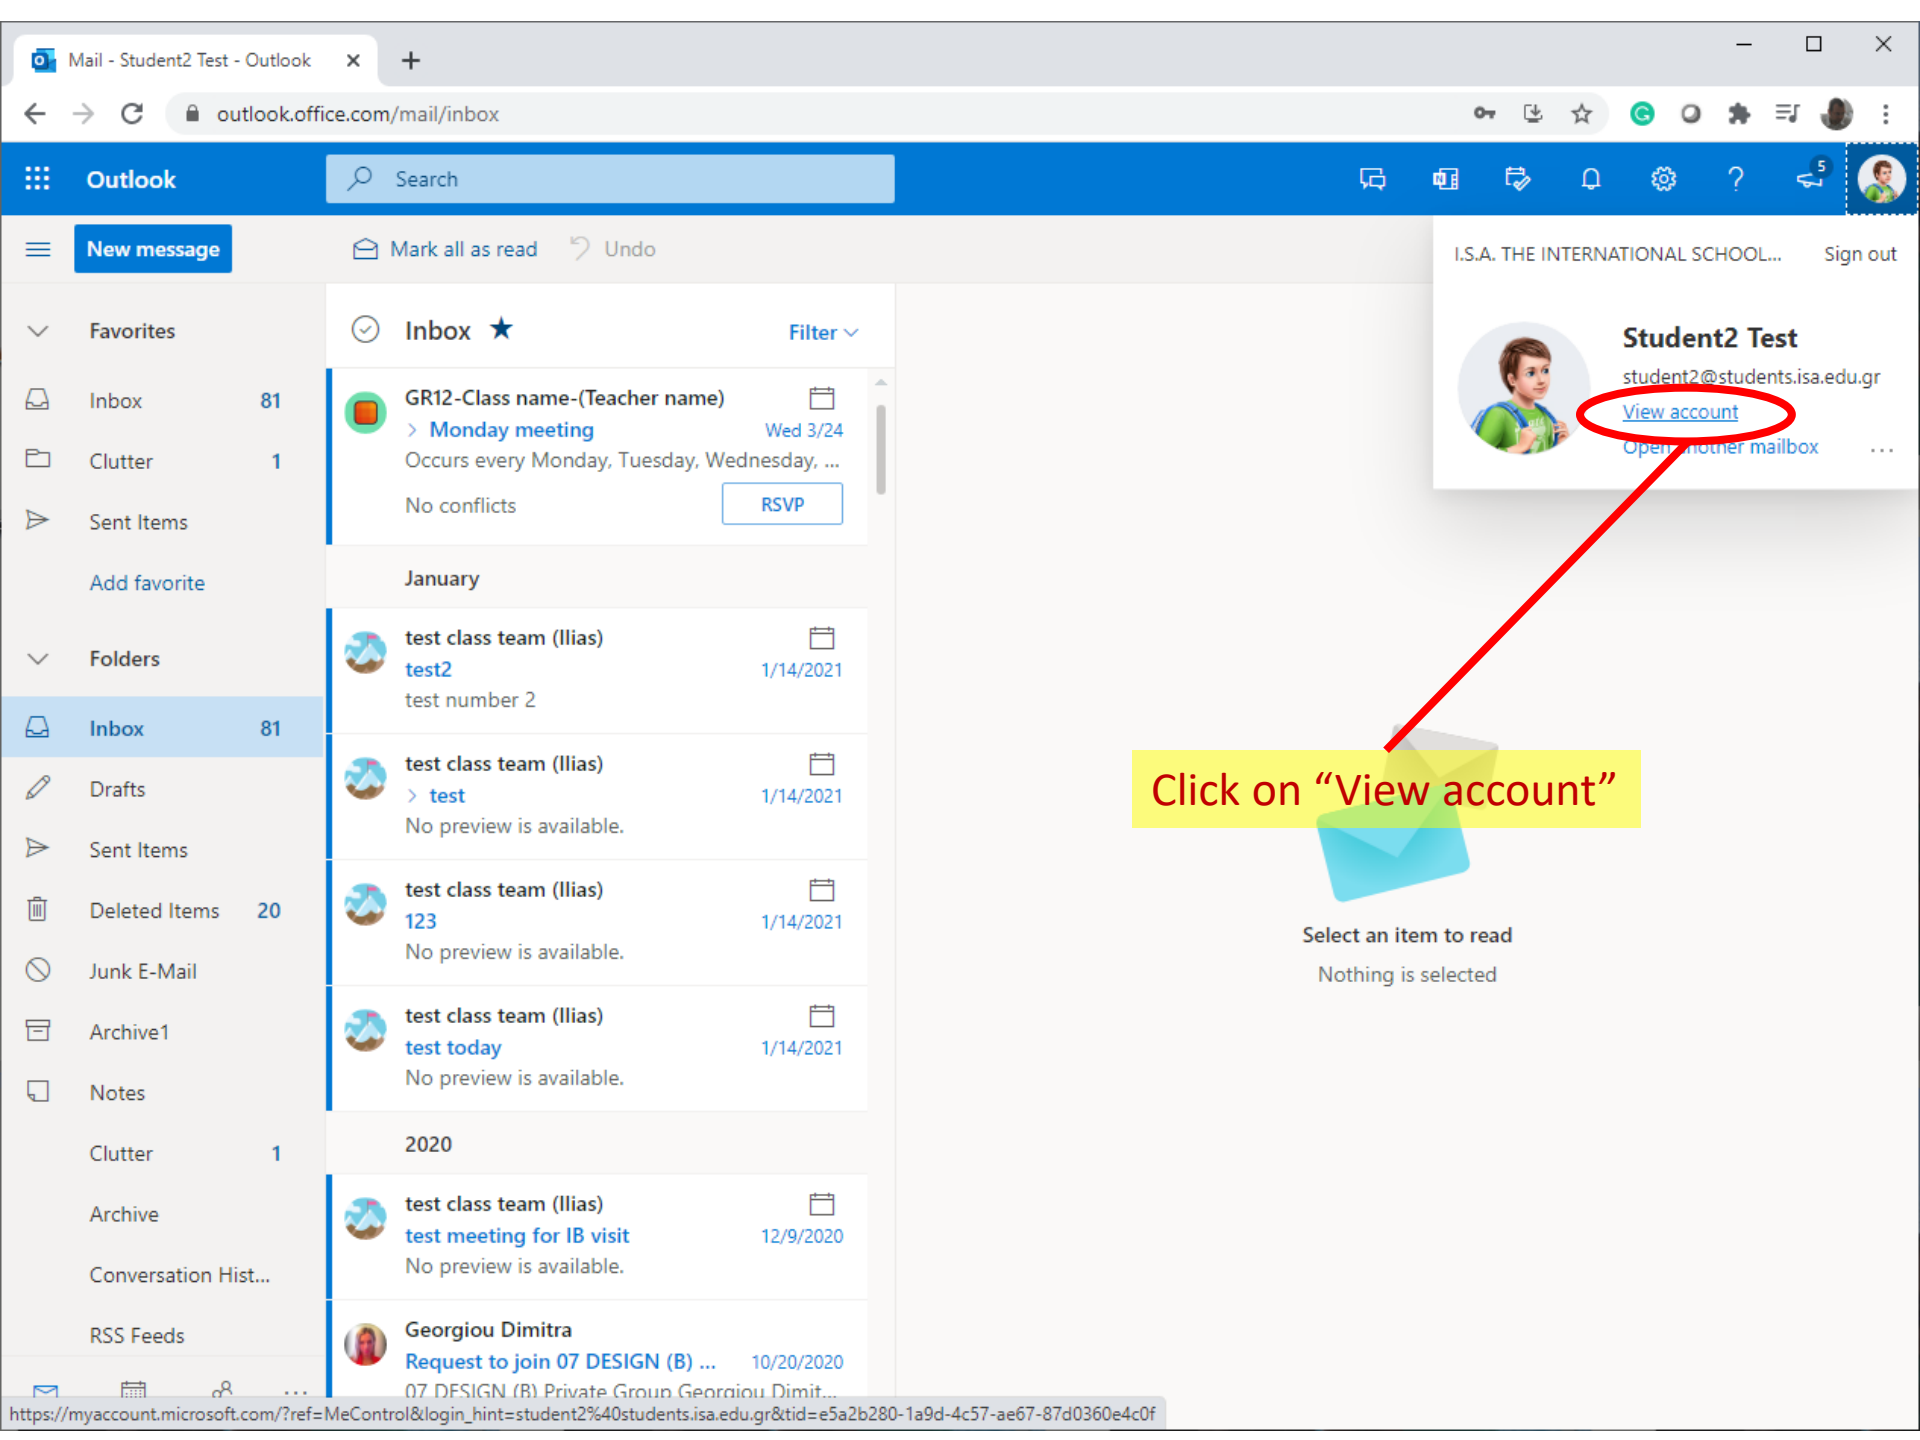 Mail - Student2 Test - Outlook
outlook.office.com/mail/inbox
Outlook
Search
5
New message
Mark all as read
Undo
I.S.A. THE INTERNATIONAL SCHOOL...
Sign out
Student2 Test
student2@students.isa.edu.gr
View account
Open another mailbox
Click on “View account”
Favorites
Inbox 81
Clutter 1
Sent Items
Add favorite
Folders
Inbox 81
Drafts
Sent Items
Deleted Items 20
Junk E-Mail
Archive1
Notes
Clutter 1
Archive
Conversation Hist...
RSS Feeds
Inbox
Filter
GR12-Class name-(Teacher name)
Monday meeting Wed 3/24
Occurs every Monday, Tuesday, Wednesday, ...
No conflicts RSVP
January
test class team (Ilias)
test2 1/14/2021
test number 2
test class team (Ilias)
test 1/14/2021
No preview is available.
test class team (Ilias)
123 1/14/2021
No preview is available.
test class team (Ilias)
test today 1/14/2021
No preview is available.
2020
test class team (Ilias)
test meeting for IB visit 12/9/2020
No preview is available.
Georgiou Dimitra
Request to join 07 DESIGN (B) ... 10/20/2020
07 DESIGN (B) Private Group Georgiou Dimit...
Select an item to read
Nothing is selected
https://myaccount.microsoft.com/?ref=MeControl&login_hint=student2%40students.isa.edu.gr&tid=e5a2b280-1a9d-4c57-ae67-87d0360e4c0f